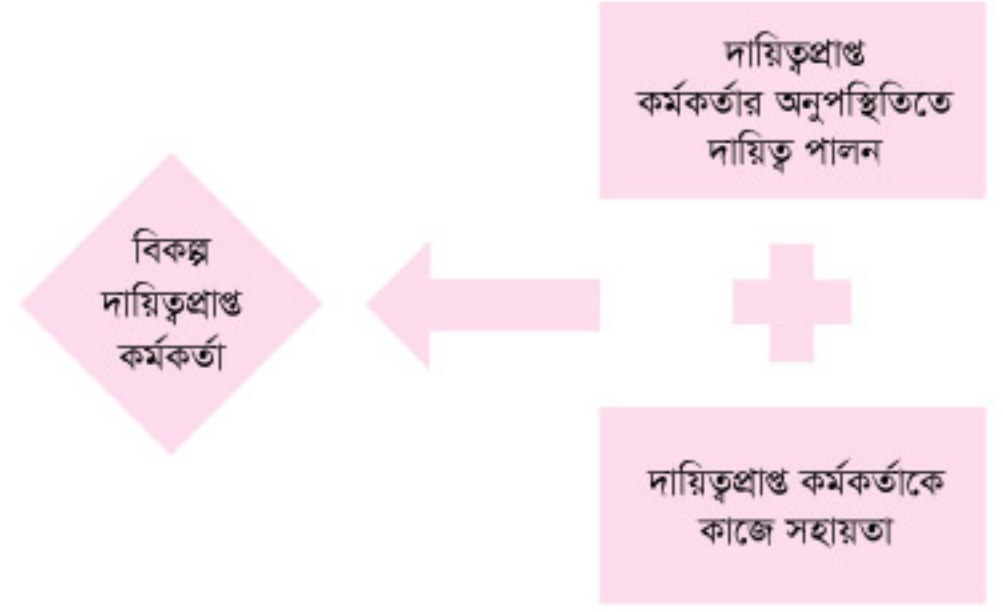 দায়িত্বপ্রাপ্ত
কর্মকর্তার অনুপস্থিতিতে
দায়িত্ব পালন
বিকল্প
দায়িত্বপ্রাপ্ত
কর্মকর্তা
দায়িত্বপ্রাপ্ত কর্মকর্তাকে
কাজে সহায়তা